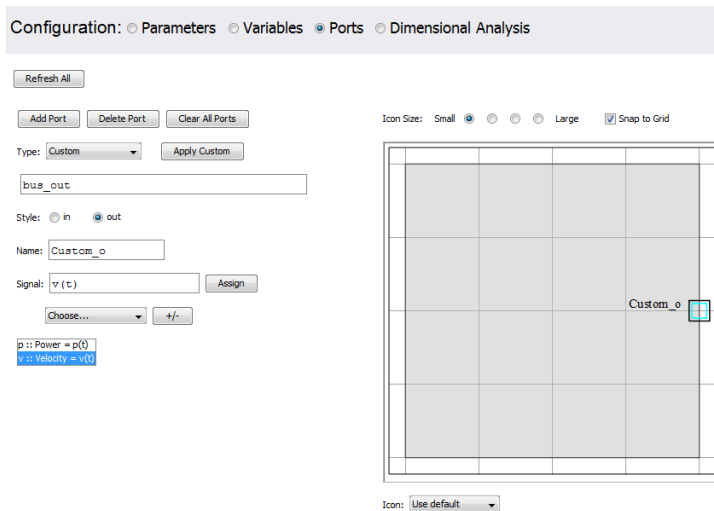 Configuration: Parameters Variables Ports Dimensional Analysis
Refresh All
Add Port Delete Port Clear All Ports
Icon Size: Small Large Snap to Grid
Type: Custom Apply Custom
bus_out
Style: in out
Name: Custom_o
Signal: v(t) Assign
Choose... +/-
p :: Power = p(t)
v :: Velocity = v(t)
Custom_o
Icon: Use default